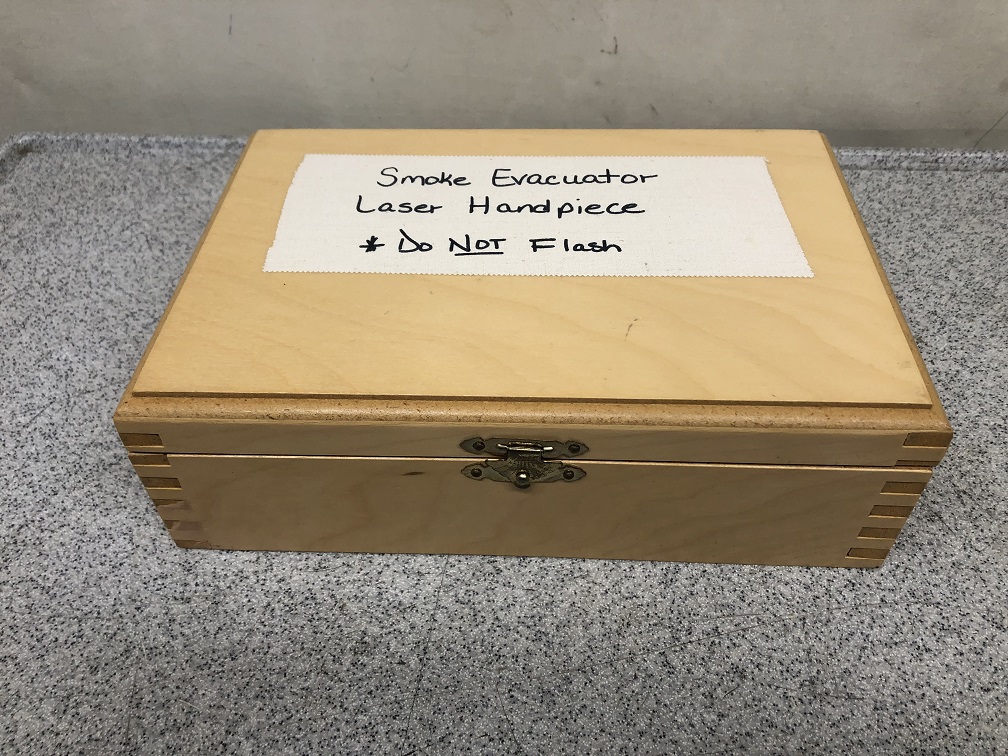 Smoke Evacuator
Laser Handpiece
* Do NOT Flash